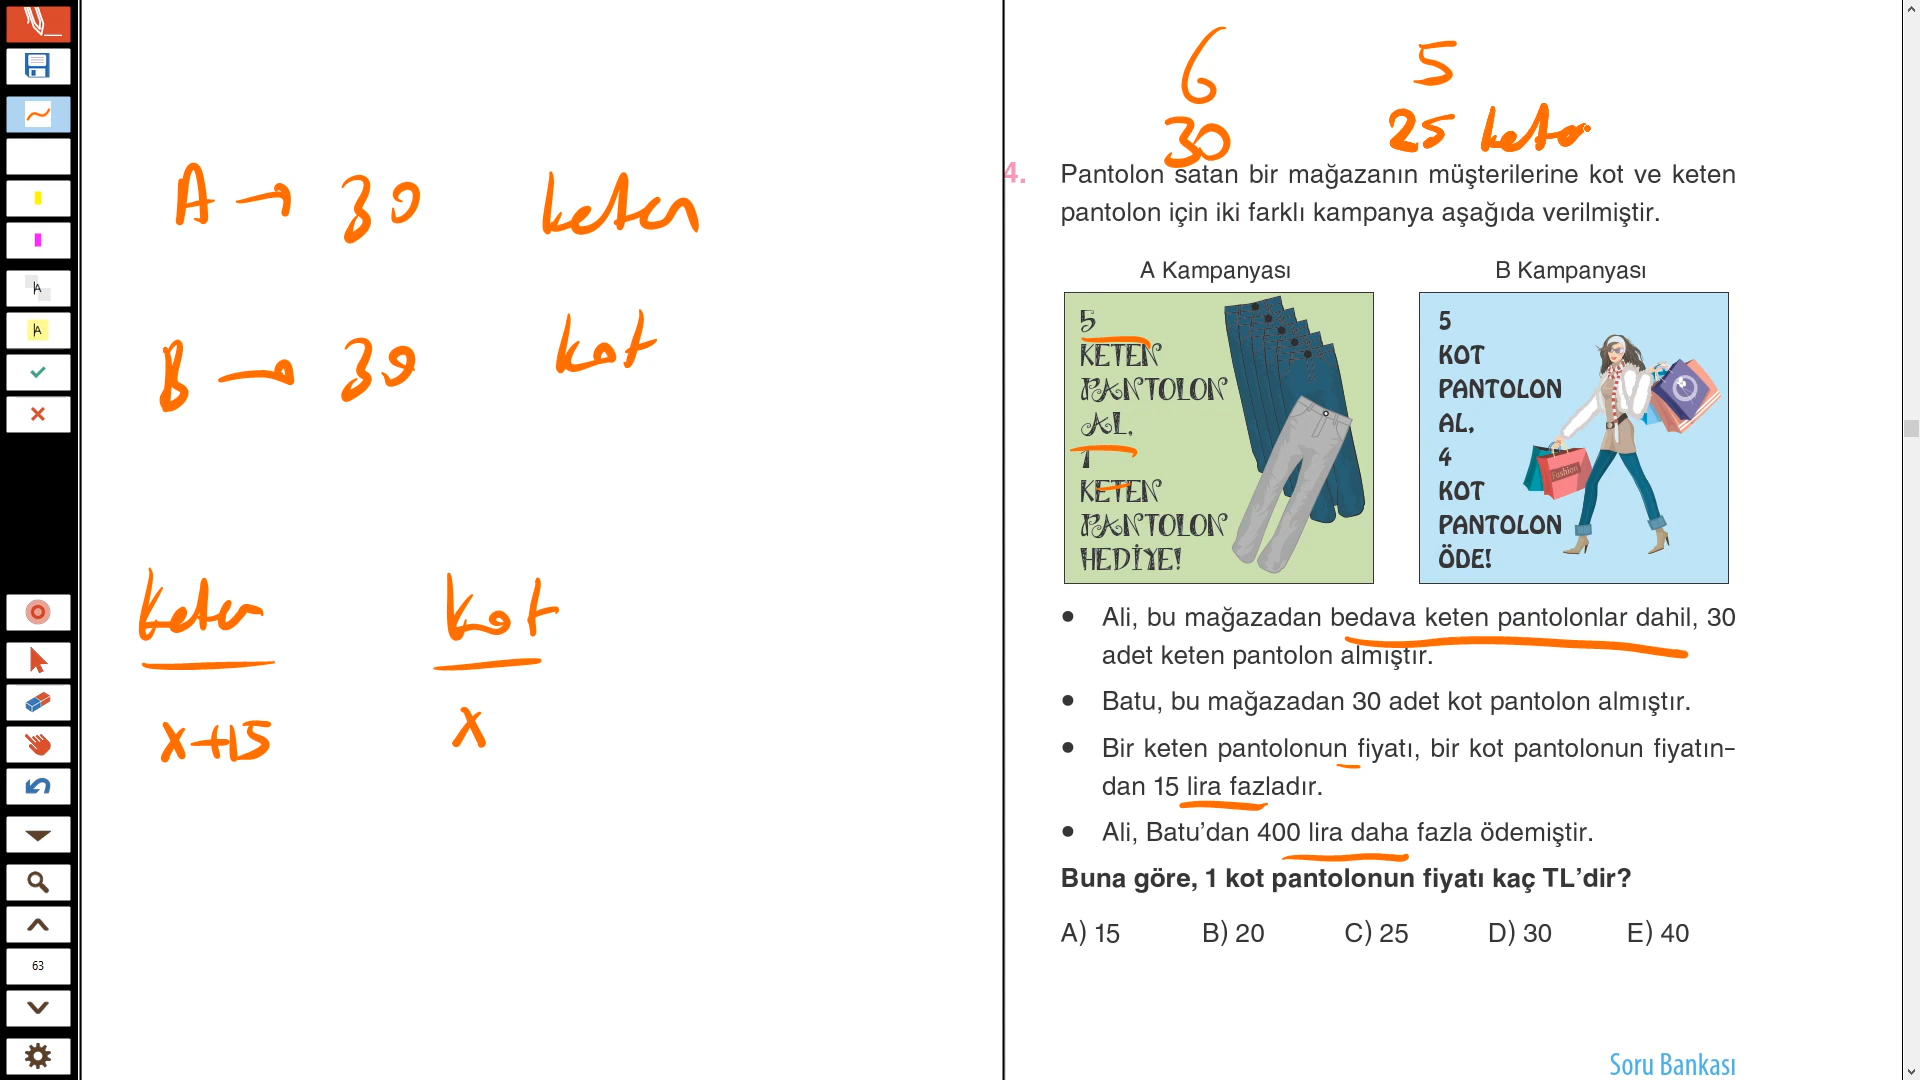 A → 30 keten
B → 30 kot
keten kot
x+15 x
63
6 5
30 25 keten
4. Pantolon satan bir mağazanın müşterilerine kot ve keten
pantolon için iki farklı kampanya aşağıda verilmiştir.
A Kampanyası
5
KETEN
PANTOLON
AL,
1
KETEN
PANTOLON
HEDİYE!
B Kampanyası
5
KOT
PANTOLON
AL,
4
KOT
PANTOLON
ÖDE!
Fashion
• Ali, bu mağazadan bedava keten pantolonlar dahil, 30
adet keten pantolon almıştır.
• Batu, bu mağazadan 30 adet kot pantolon almıştır.
• Bir keten pantolonun fiyatı, bir kot pantolonun fiyatın-
dan 15 lira fazladır.
• Ali, Batu’dan 400 lira daha fazla ödemiştir.
Buna göre, 1 kot pantolonun fiyatı kaç TL’dir?
A) 15 B) 20 C) 25 D) 30 E) 40
Soru Bankası